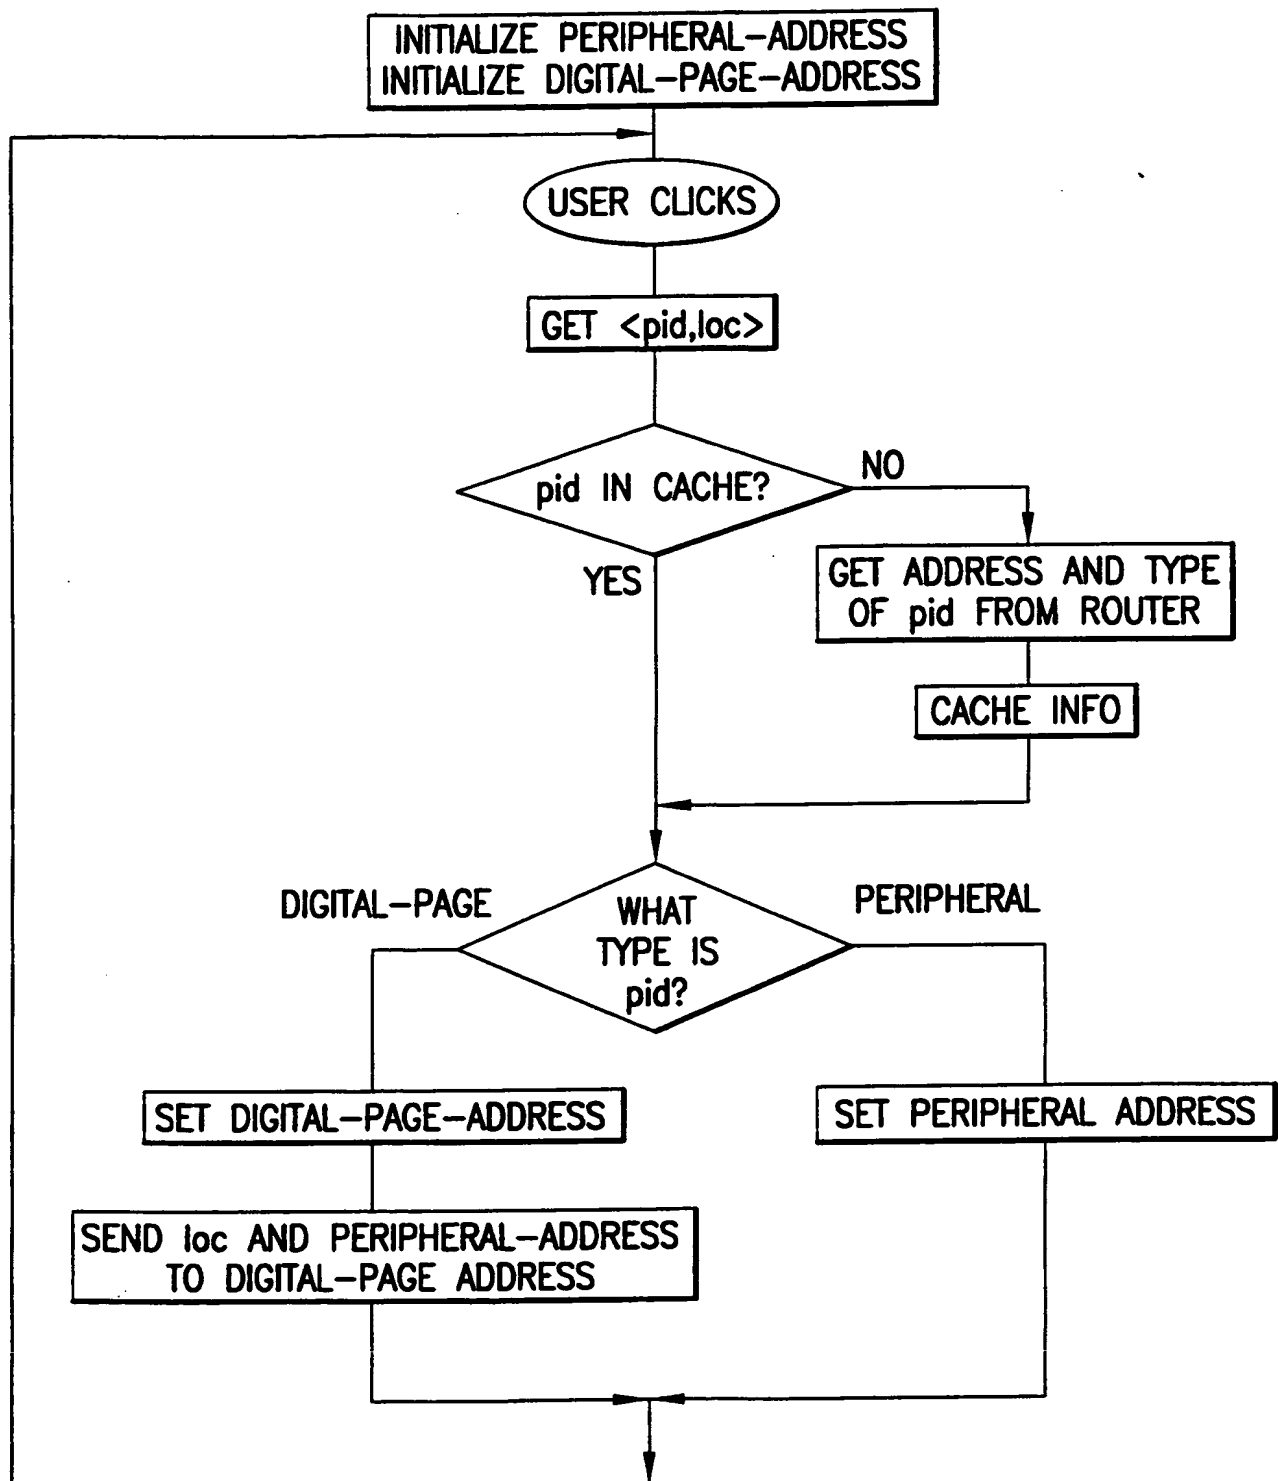 INITIALIZE PERIPHERAL-ADDRESS
INITIALIZE DIGITAL-PAGE-ADDRESS
USER CLICKS
GET <pid,loc>
pid IN CACHE?
NO
YES
GET ADDRESS AND TYPE
OF pid FROM ROUTER
CACHE INFO
DIGITAL-PAGE
WHAT
TYPE IS
pid?
PERIPHERAL
SET DIGITAL-PAGE-ADDRESS
SET PERIPHERAL ADDRESS
SEND loc AND PERIPHERAL-ADDRESS
TO DIGITAL-PAGE ADDRESS